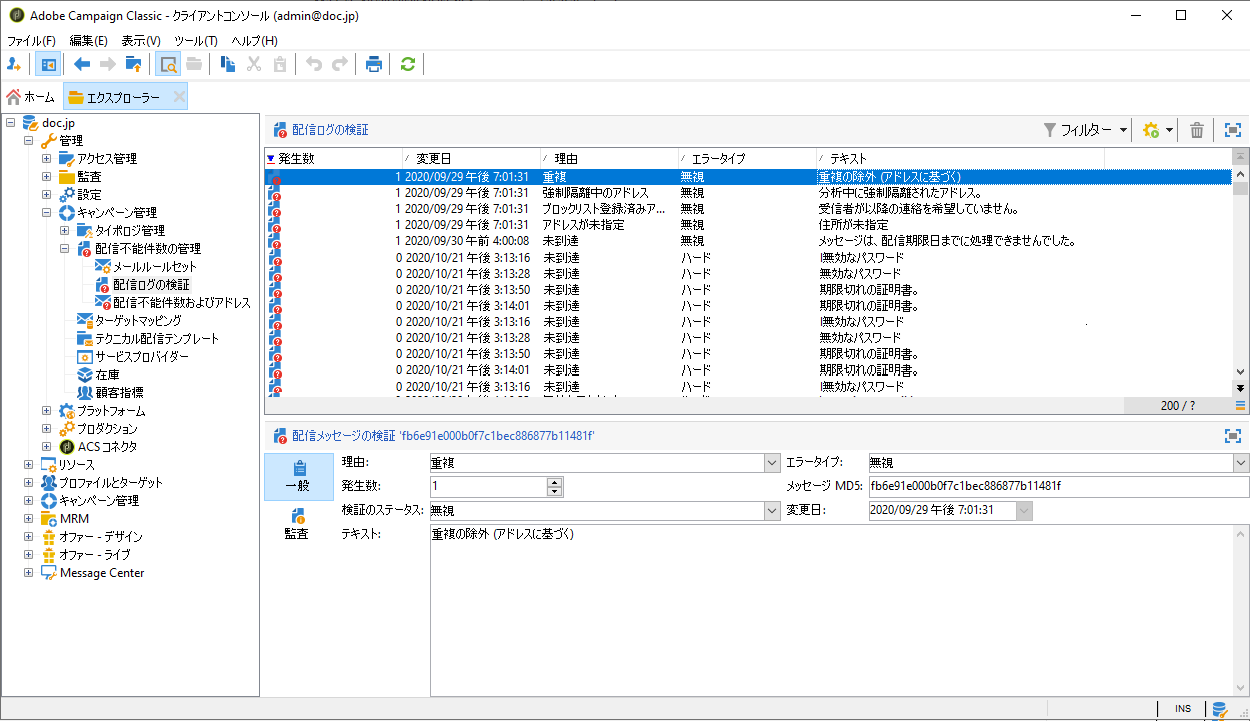 Adobe Campaign Classic - クライアントコンソール (admin@doc.jp)
ファイル(F) 編集(E) 表示(V) ツール(T) ヘルプ(H)
ホーム エクスプローラー
doc.jp
管理
アクセス管理
監査
設定
キャンペーン管理
タイポロジ管理
配信不能件数の管理
メールルールセット
配信ログの検証
配信不能件数およびアドレス
ターゲットマッピング
テクニカル配信テンプレート
サービスプロバイダー
在庫
顧客指標
プラットフォーム
プロダクション
ACS コネクタ
リソース
プロファイルとターゲット
キャンペーン管理
MRM
オファー - デザイン
オファー - ライブ
Message Center
配信ログの検証 フィルター
発生数 変更日 理由 エラータイプ テキスト
1 2020/09/29 午後 7:01:31 重複 無視 重複の除外 (アドレスに基づく)
1 2020/09/29 午後 7:01:31 強制隔離中のアドレス 無視 分析中に強制隔離されたアドレス。
1 2020/09/29 午後 7:01:31 ブロックリスト登録済みア... 無視 受信者が以降の連絡を希望していません。
1 2020/09/29 午後 7:01:31 アドレスが未指定 無視 住所が未指定
1 2020/09/30 午前 4:00:08 未到達 無視 メッセージは、配信期限日までに処理できませんでした。
0 2020/10/21 午後 3:13:16 未到達 ハード l無効なパスワード
0 2020/10/21 午後 3:13:28 未到達 ハード 無効なパスワード
0 2020/10/21 午後 3:13:50 未到達 ハード 期限切れの証明書。
0 2020/10/21 午後 3:14:01 未到達 ハード 期限切れの証明書。
0 2020/10/21 午後 3:13:16 未到達 ハード l無効なパスワード
0 2020/10/21 午後 3:13:28 未到達 ハード 無効なパスワード
0 2020/10/21 午後 3:13:50 未到達 ハード 期限切れの証明書。
0 2020/10/21 午後 3:14:01 未到達 ハード 期限切れの証明書。
0 2020/10/21 午後 3:13:16 未到達 ハード l無効なパスワード
200 / ?
配信メッセージの検証 'fb6e91e000b0f7c1bec886877b11481f'
一般
監査
理由: 重複 エラータイプ: 無視
発生数: 1 メッセージ MD5: fb6e91e000b0f7c1bec886877b11481f
検証のステータス: 無視 変更日: 2020/09/29 午後 7:01:31
テキスト: 重複の除外 (アドレスに基づく)
INS